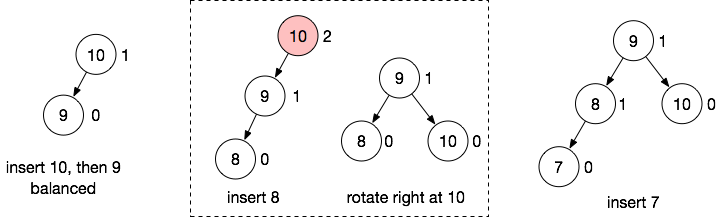 10 1
9 0
insert 10, then 9
balanced
10 2
9 1
8 0
insert 8
9 1
8 0 10 0
rotate right at 10
9 1
8 1 10 0
7 0
insert 7